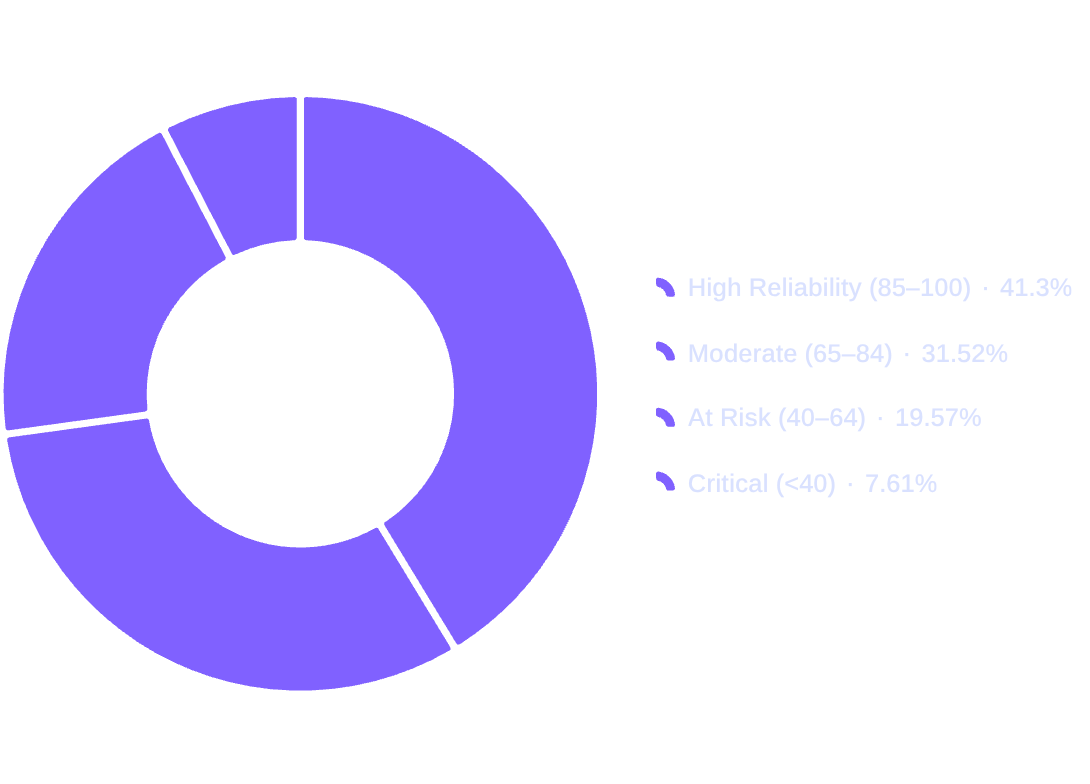 High Reliability (85–100) · 41.3%
Moderate (65–84) · 31.52%
At Risk (40–64) · 19.57%
Critical (<40) · 7.61%